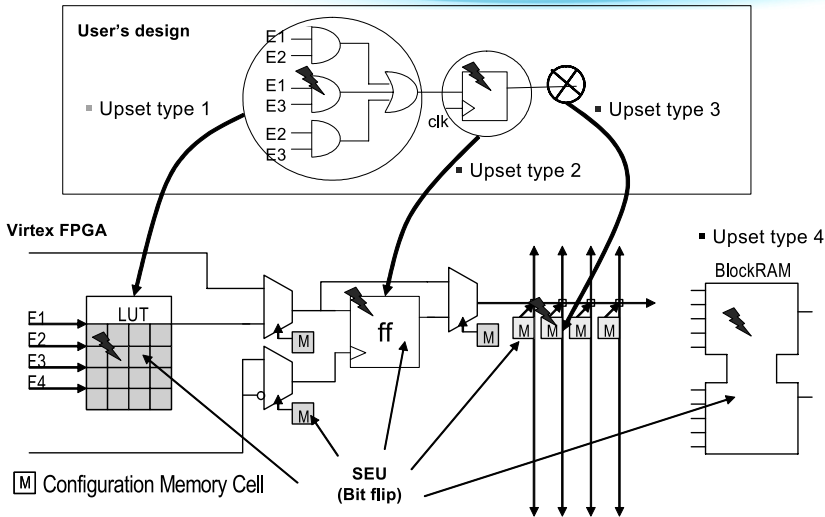 User's design
E1
E2
E1
E3
E2
E3
clk
▪ Upset type 1
▪ Upset type 2
▪ Upset type 3
Virtex FPGA
▪ Upset type 4
BlockRAM
LUT
E1
E2
E3
E4
ff
M
M
M
M M M M
SEU
(Bit flip)
M Configuration Memory Cell